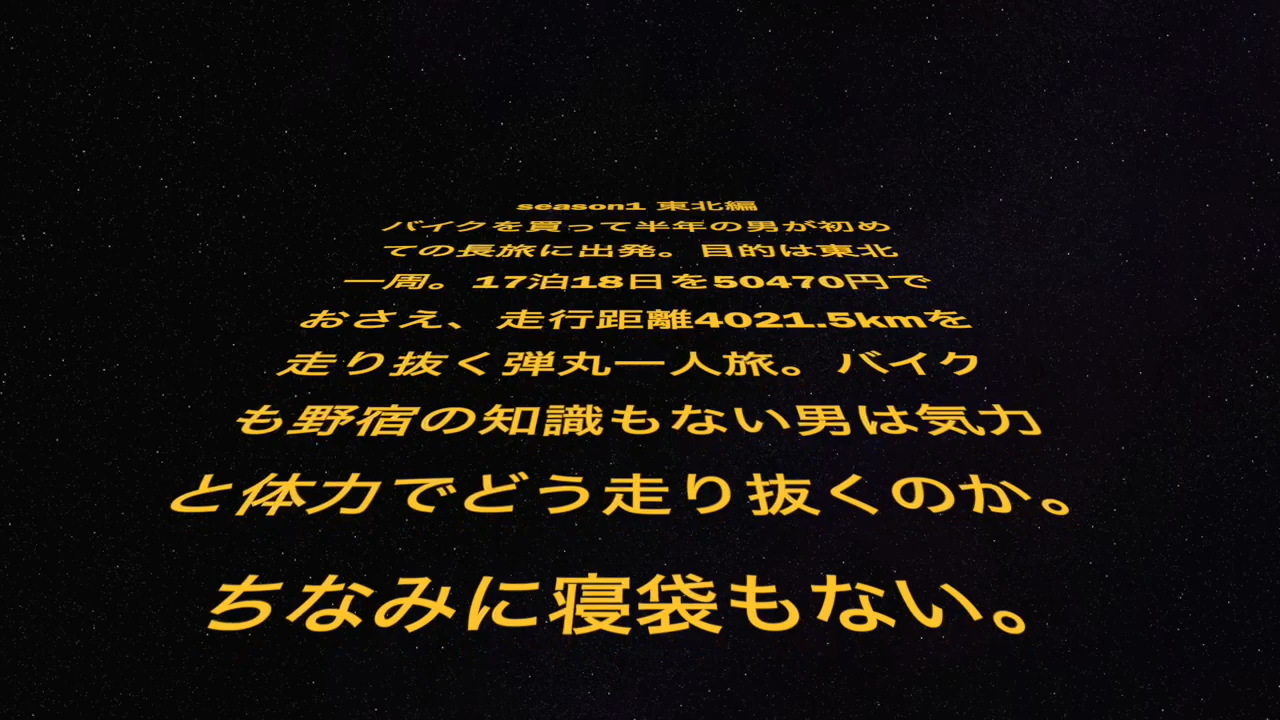 season1 東北編
バイクを買って半年の男が初め
ての長旅に出発。目的は東北
一周。17泊18日を50470円で
おさえ、走行距離4021.5kmを
走り抜く弾丸一人旅。バイク
も野宿の知識もない男は気力
と体力でどう走り抜くのか。
ちなみに寝袋もない。